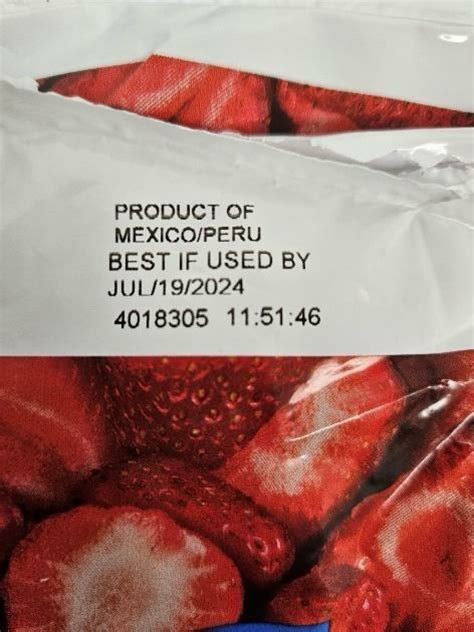 PRODUCT OF
MEXICO/PERU
BEST IF USED BY
JUL/19/2024
4018305 11:51:46